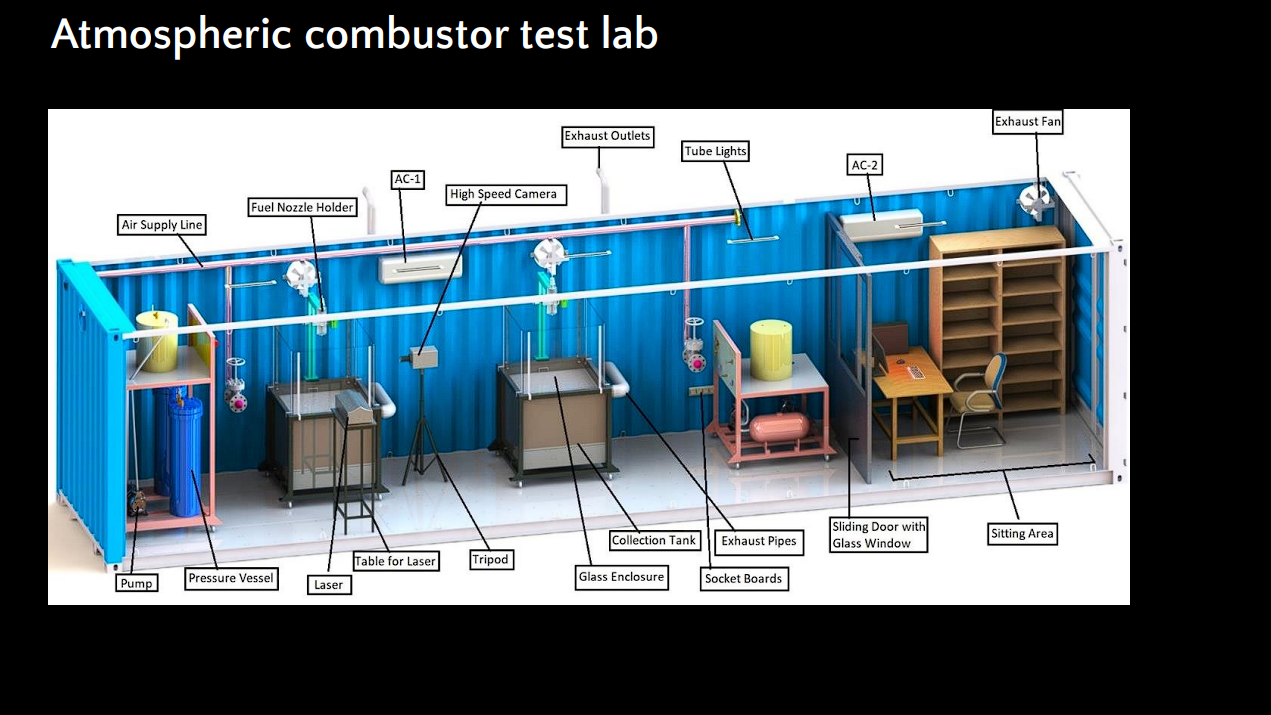 Atmospheric combustor test lab
Exhaust Fan
Exhaust Outlets
Tube Lights
AC-2
AC-1
High Speed Camera
Fuel Nozzle Holder
Air Supply Line
Sliding Door with
Glass Window
Sitting Area
Collection Tank
Exhaust Pipes
Table for Laser
Tripod
Pump
Pressure Vessel
Laser
Glass Enclosure
Socket Boards